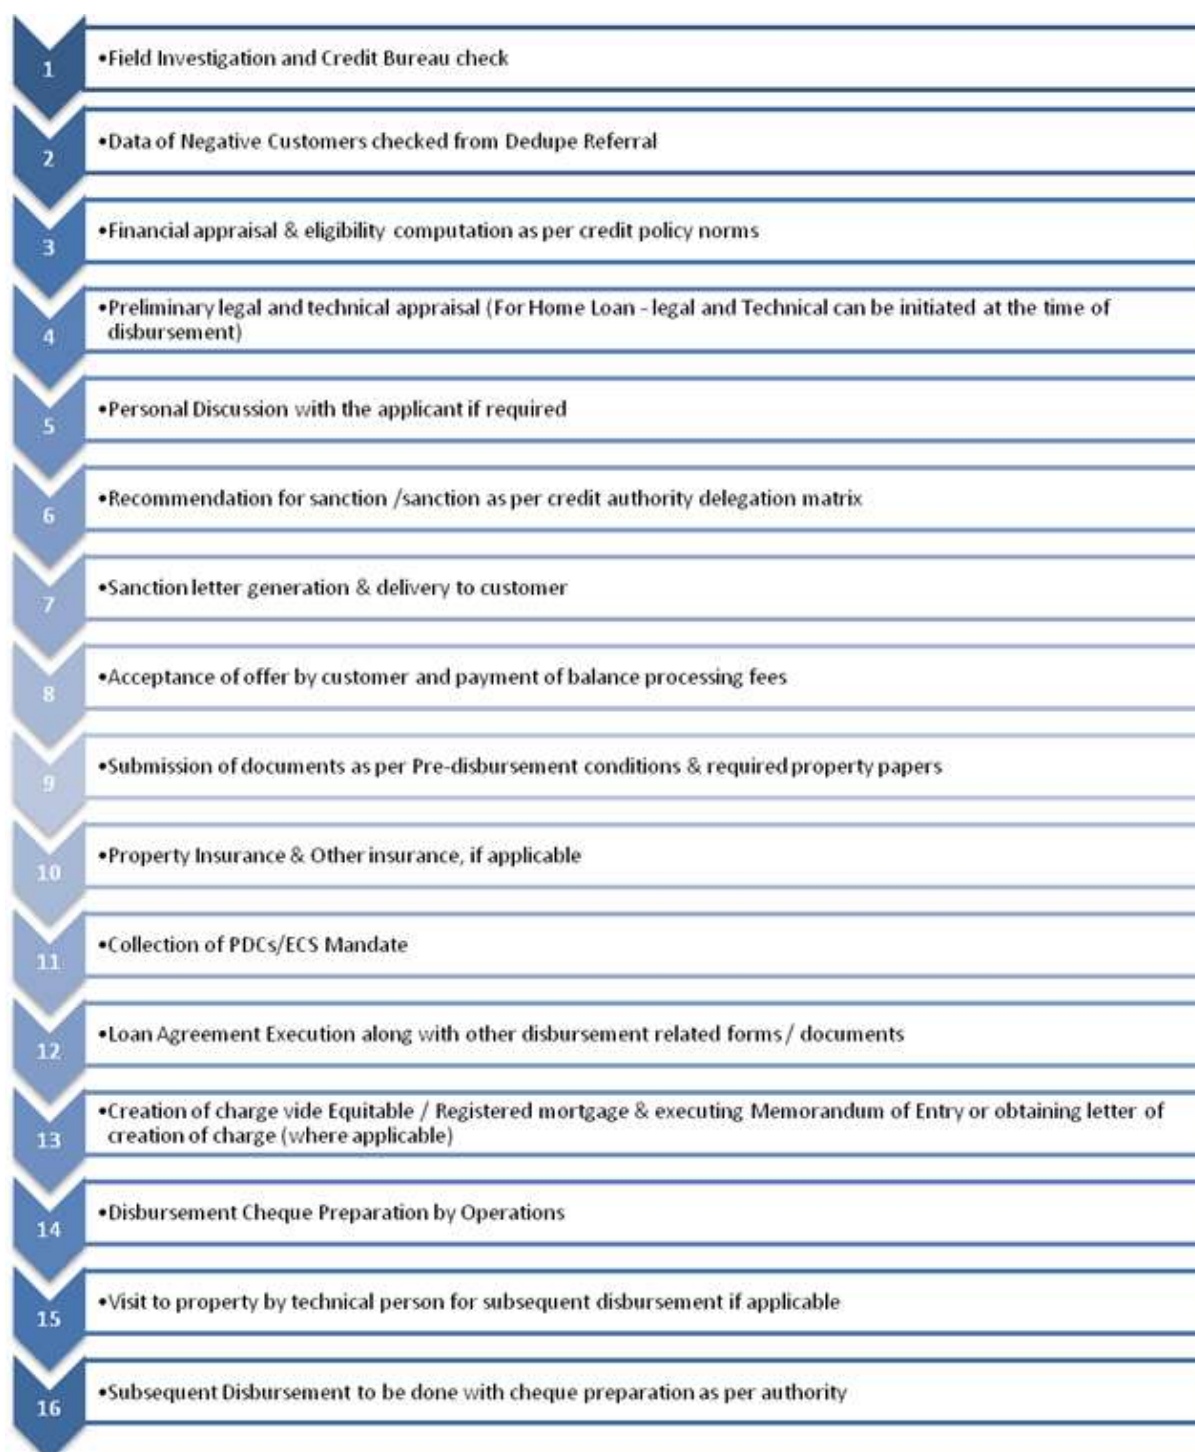 1
•Field Investigation and Credit Bureau check
2
•Data of Negative Customers checked from Dedupe Referral
3
•Financial appraisal & eligibility computation as per credit policy norms
4
•Preliminary legal and technical appraisal (For Home Loan - legal and Technical can be initiated at the time of
disbursement)
5
•Personal Discussion with the applicant if required
6
•Recommendation for sanction /sanction as per credit authority delegation matrix
7
•Sanction letter generation & delivery to customer
8
•Acceptance of offer by customer and payment of balance processing fees
9
•Submission of documents as per Pre-disbursement conditions & required property papers
10
•Property Insurance & Other insurance, if applicable
11
•Collection of PDCs/ECS Mandate
12
•Loan Agreement Execution along with other disbursement related forms / documents
13
•Creation of charge vide Equitable / Registered mortgage & executing Memorandum of Entry or obtaining letter of
creation of charge (where applicable)
14
•Disbursement Cheque Preparation by Operations
15
•Visit to property by technical person for subsequent disbursement if applicable
16
•Subsequent Disbursement to be done with cheque preparation as per authority